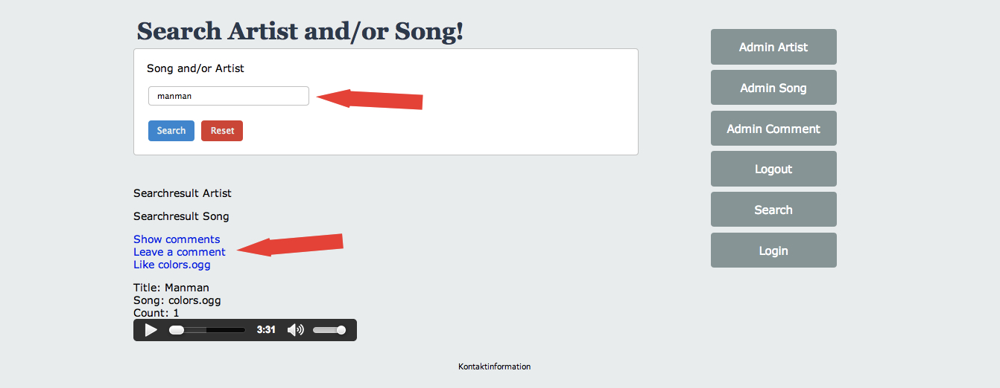 Search Artist and/or Song!
Song and/or Artist
manman
Search Reset
Searchresult Artist
Searchresult Song
Show comments
Leave a comment
Like colors.ogg
Title: Manman
Song: colors.ogg
Count: 1
3:31
Admin Artist
Admin Song
Admin Comment
Logout
Search
Login
Kontaktinformation